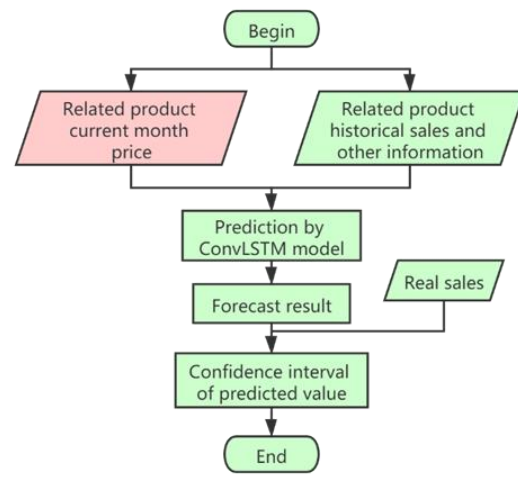 Begin
Related product
current month
price
Related product
historical sales and
other information
Prediction by
ConvLSTM model
Real sales
Forecast result
Confidence interval
of predicted value
End